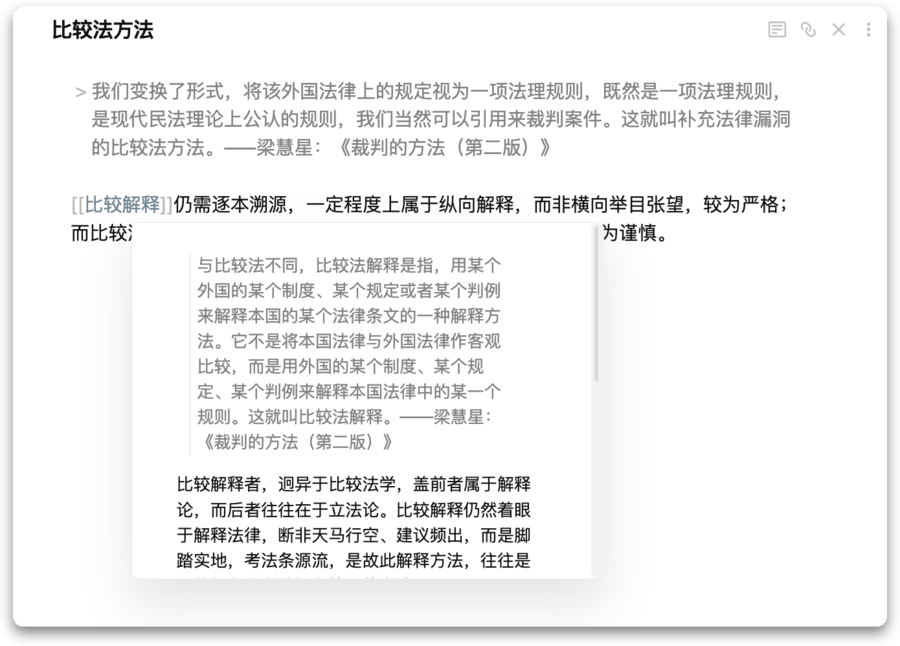 比较法方法
> 我们变换了形式，将该外国法律上的规定视为一项法理规则，既然是一项法理规则，
是现代民法理论上公认的规则，我们当然可以引用来裁判案件。这就叫补充法律漏洞
的比较法方法。——梁慧星：《裁判的方法（第二版）》
[[比较解释]]仍需逐本溯源，一定程度上属于纵向解释，而非横向举目张望，较为严格；
而比较 为谨慎。
与比较法不同，比较法解释是指，用某个
外国的某个制度、某个规定或者某个判例
来解释本国的某个法律条文的一种解释方
法。它不是将本国法律与外国法律作客观
比较，而是用外国的某个制度、某个规
定、某个判例来解释本国法律中的某一个
规则。这就叫比较法解释。——梁慧星：
《裁判的方法（第二版）》
比较解释者，迥异于比较法学，盖前者属于解释
论，而后者往往在于立法论。比较解释仍然着眼
于解释法律，断非天马行空、建议频出，而是脚
踏实地，考法条源流，是故此解释方法，往往是